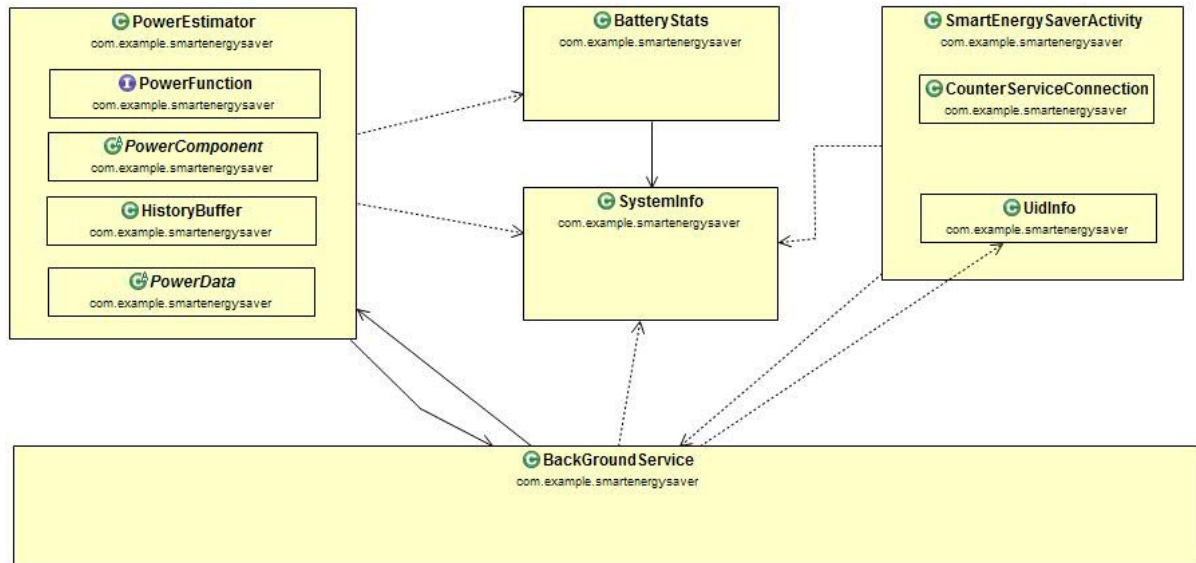 PowerEstimator
com.example.smartenergysaver
PowerFunction
com.example.smartenergysaver
PowerComponent
com.example.smartenergysaver
HistoryBuffer
com.example.smartenergysaver
PowerData
com.example.smartenergysaver
BatteryStats
com.example.smartenergysaver
SystemInfo
com.example.smartenergysaver
SmartEnergySaverActivity
com.example.smartenergysaver
CounterServiceConnection
com.example.smartenergysaver
UidInfo
com.example.smartenergysaver
BackGroundService
com.example.smartenergysaver